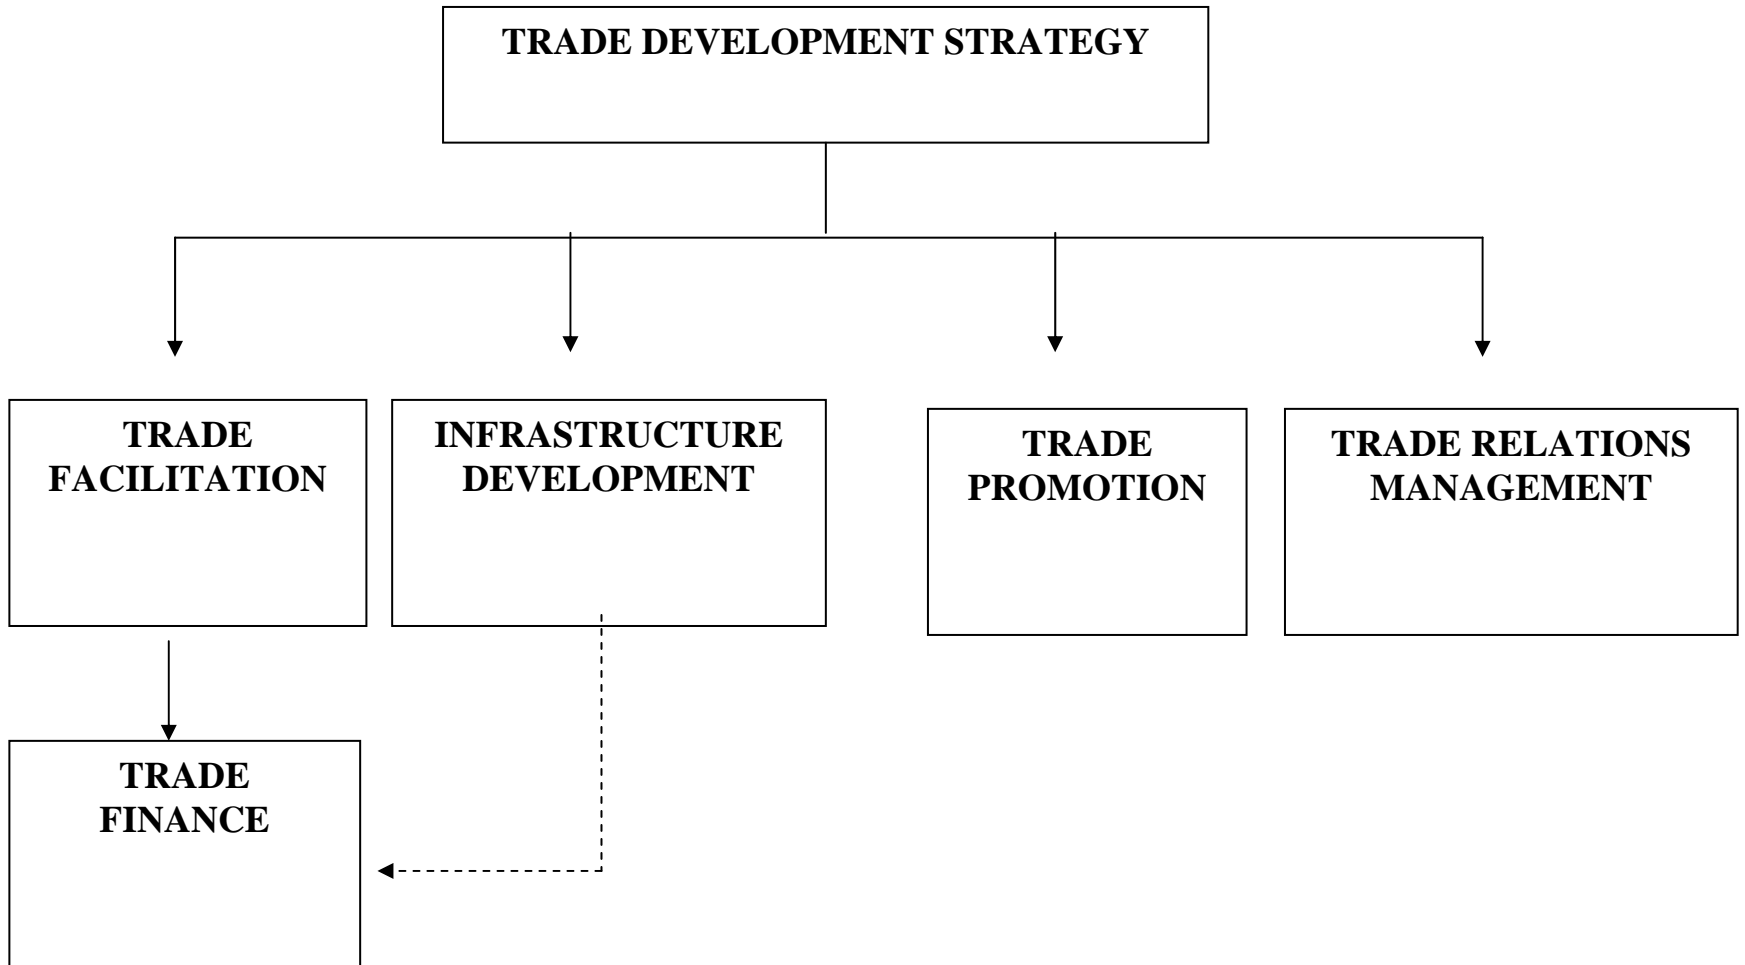 TRADE DEVELOPMENT STRATEGY
TRADE
FACILITATION
INFRASTRUCTURE
DEVELOPMENT
TRADE
PROMOTION
TRADE RELATIONS
MANAGEMENT
TRADE
FINANCE